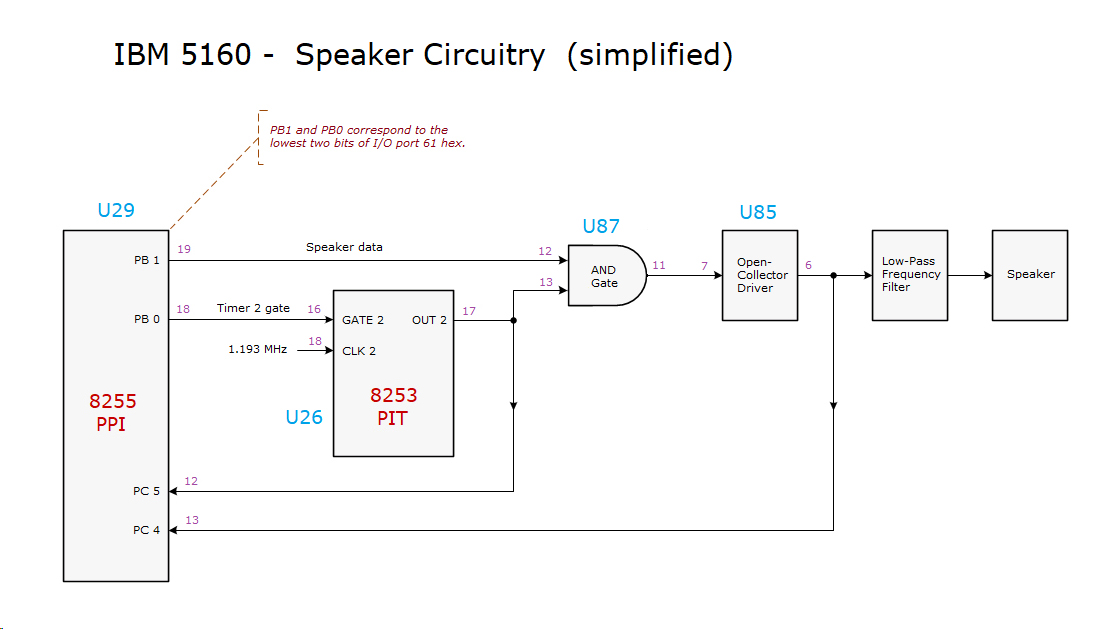 IBM 5160 - Speaker Circuitry (simplified)
PB1 and PB0 correspond to the
lowest two bits of I/O port 61 hex.
U29
U87
U85
PB 1
19
Speaker data
12
AND
Gate
11
7
Open-
Collector
Driver
6
Low-Pass
Frequency
Filter
Speaker
13
PB 0
18
Timer 2 gate
16
GATE 2
OUT 2
17
1.193 MHz
18
CLK 2
8255
PPI
U26
8253
PIT
PC 5
12
PC 4
13